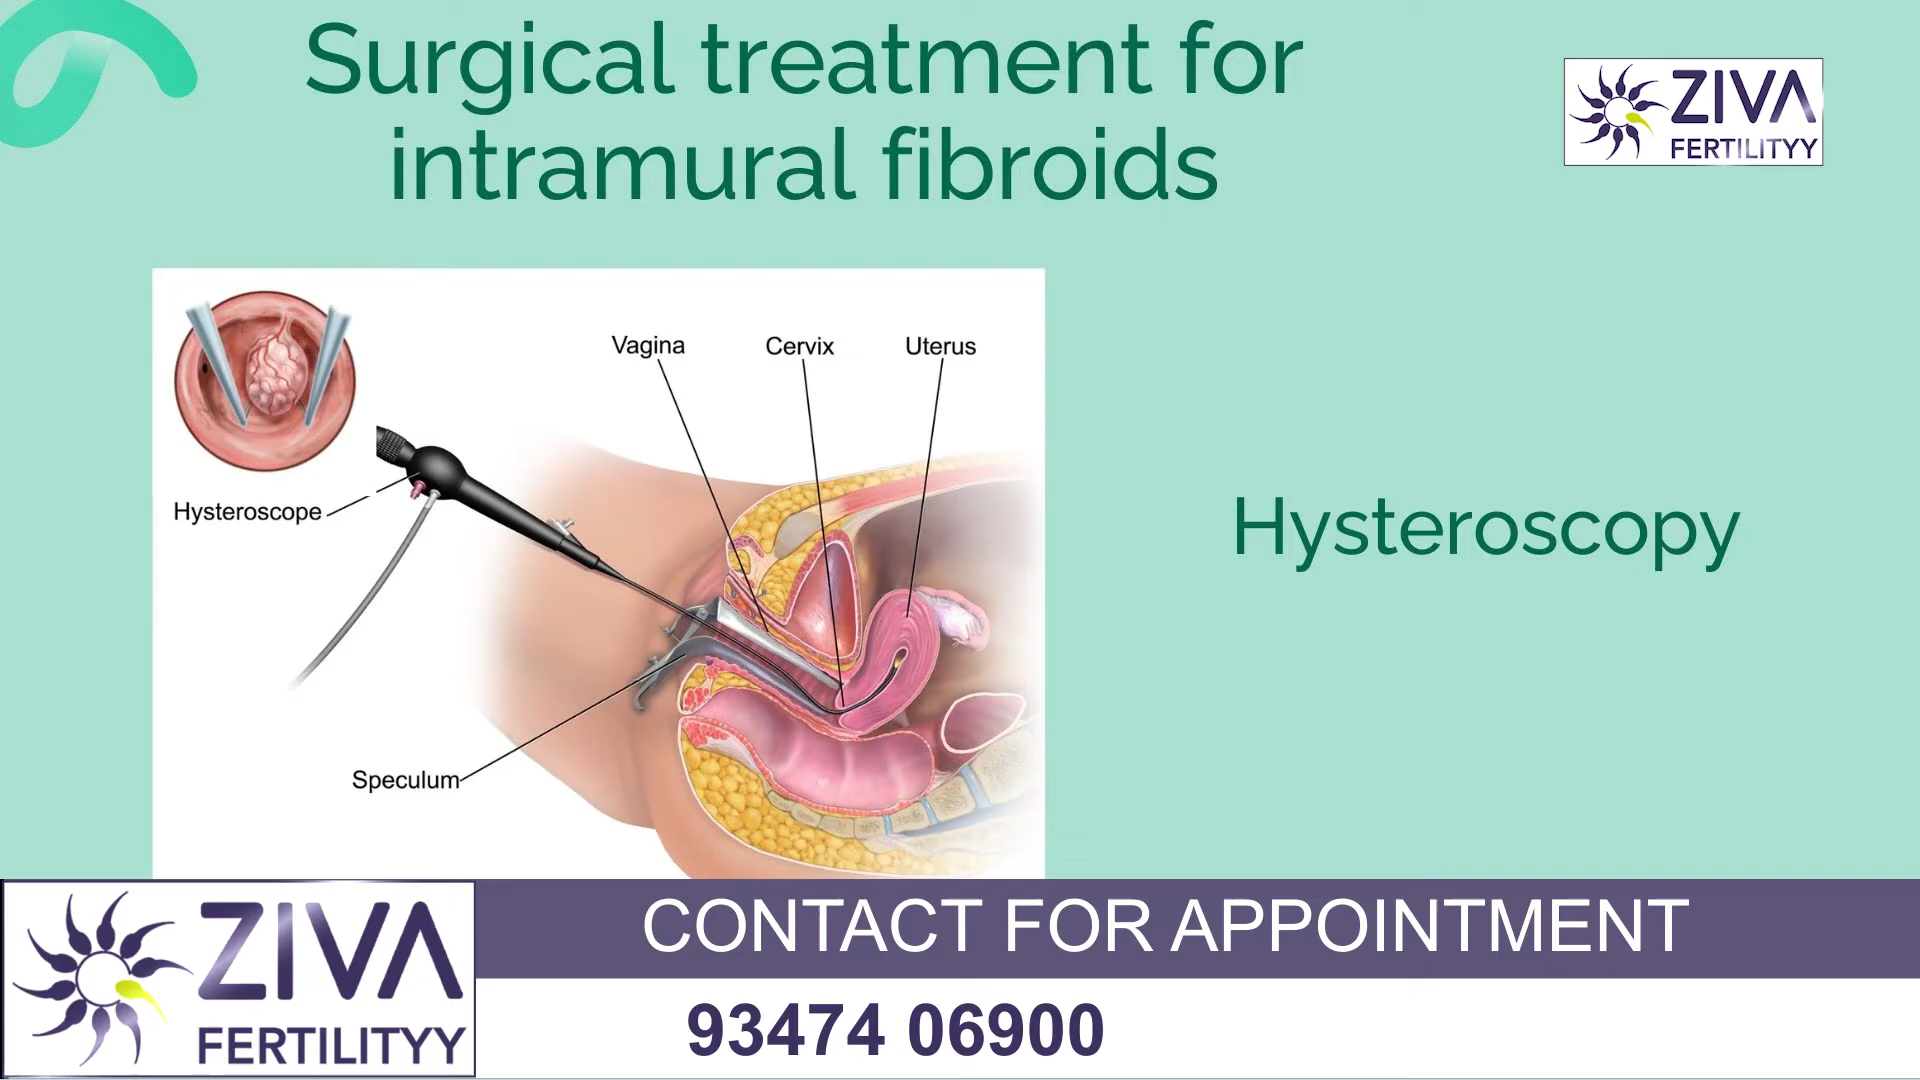 Surgical treatment for
intramural fibroids
ZIVA
FERTILITYY
Vagina
Cervix
Uterus
Hysteroscope
Speculum
Hysteroscopy
ZIVA
FERTILITYY
CONTACT FOR APPOINTMENT
93474 06900